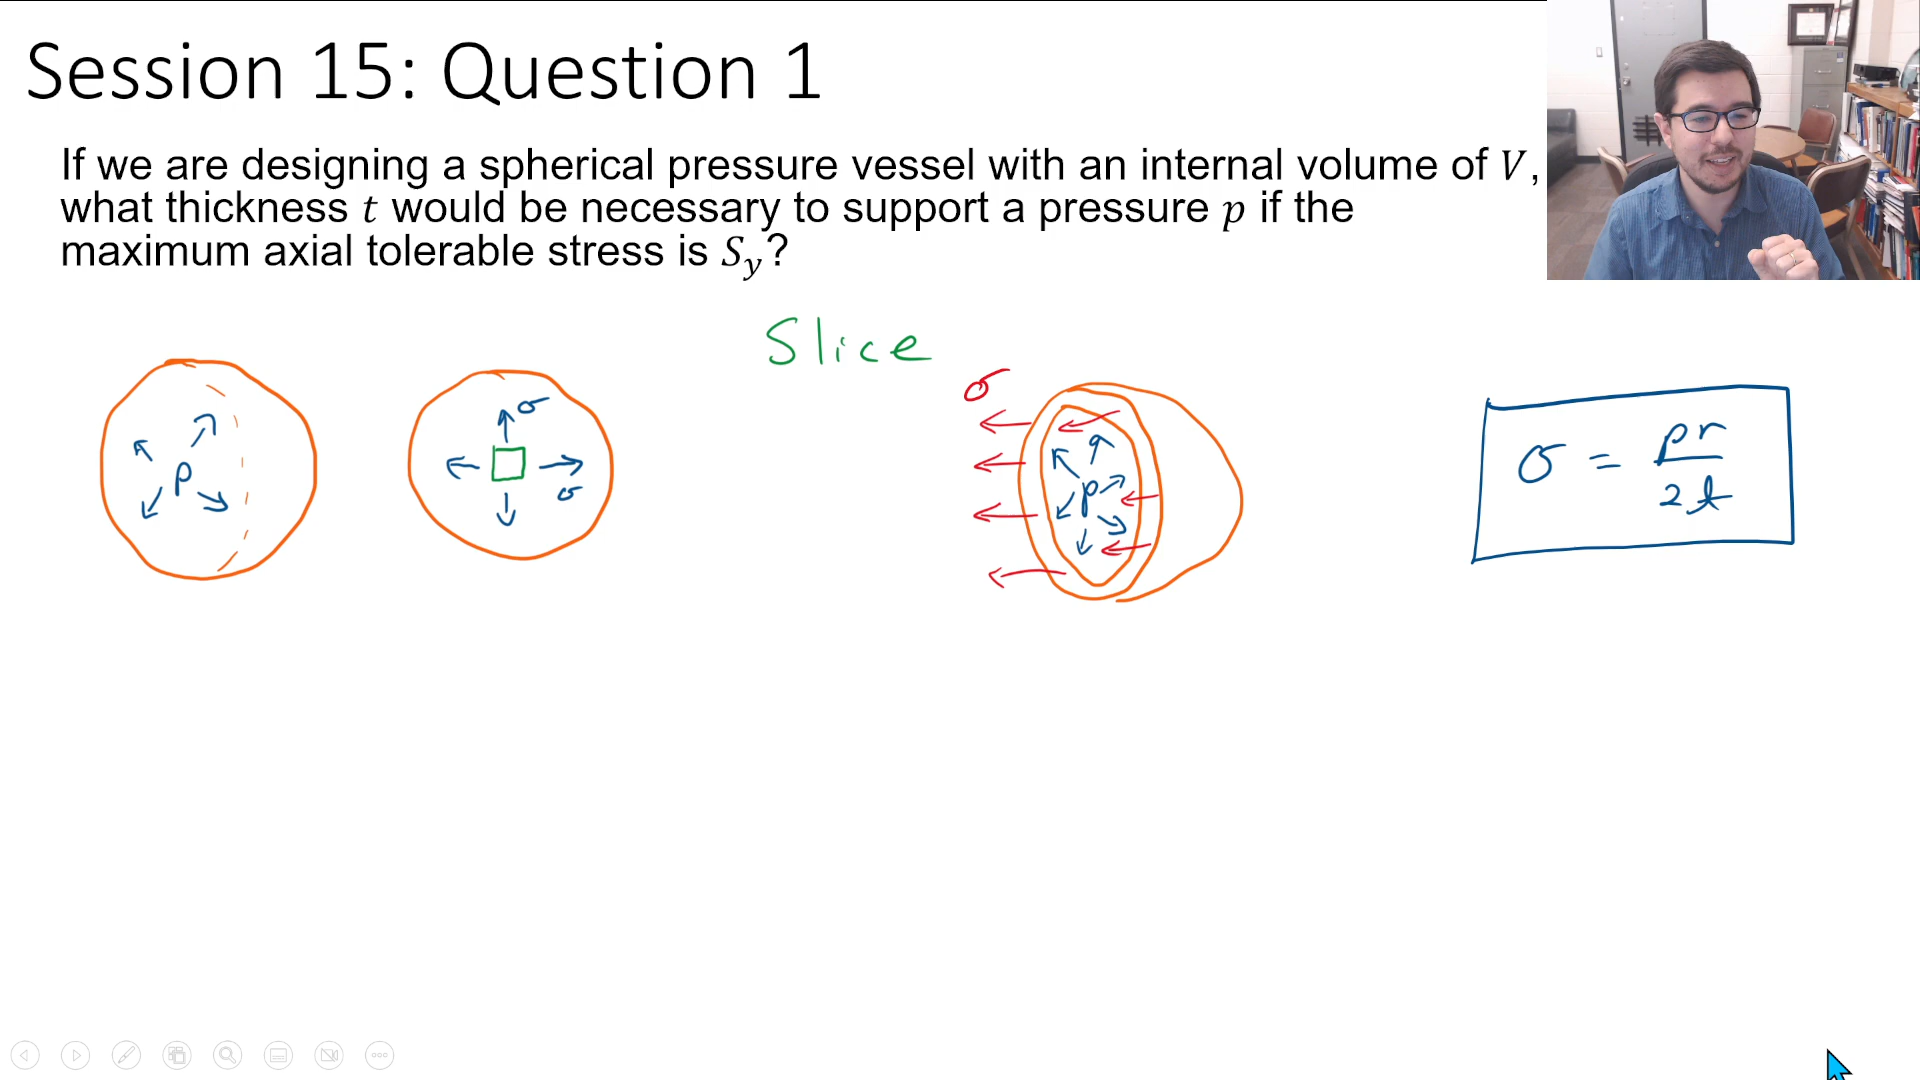 Session 15: Question 1
If we are designing a spherical pressure vessel with an internal volume of V,
what thickness t would be necessary to support a pressure p if the
maximum axial tolerable stress is S_y?
Slice
p
σ
σ
σ
p
σ = pr/2t